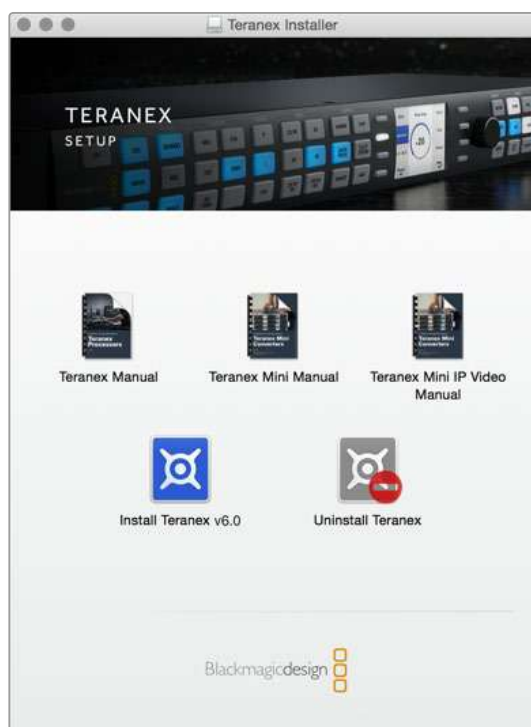 Teranex Installer
TERANEX
SETUP
Teranex Manual
Teranex Mini Manual
Teranex Mini IP Video
Manual
Install Teranex v6.0
Uninstall Teranex
Blackmagicdesign